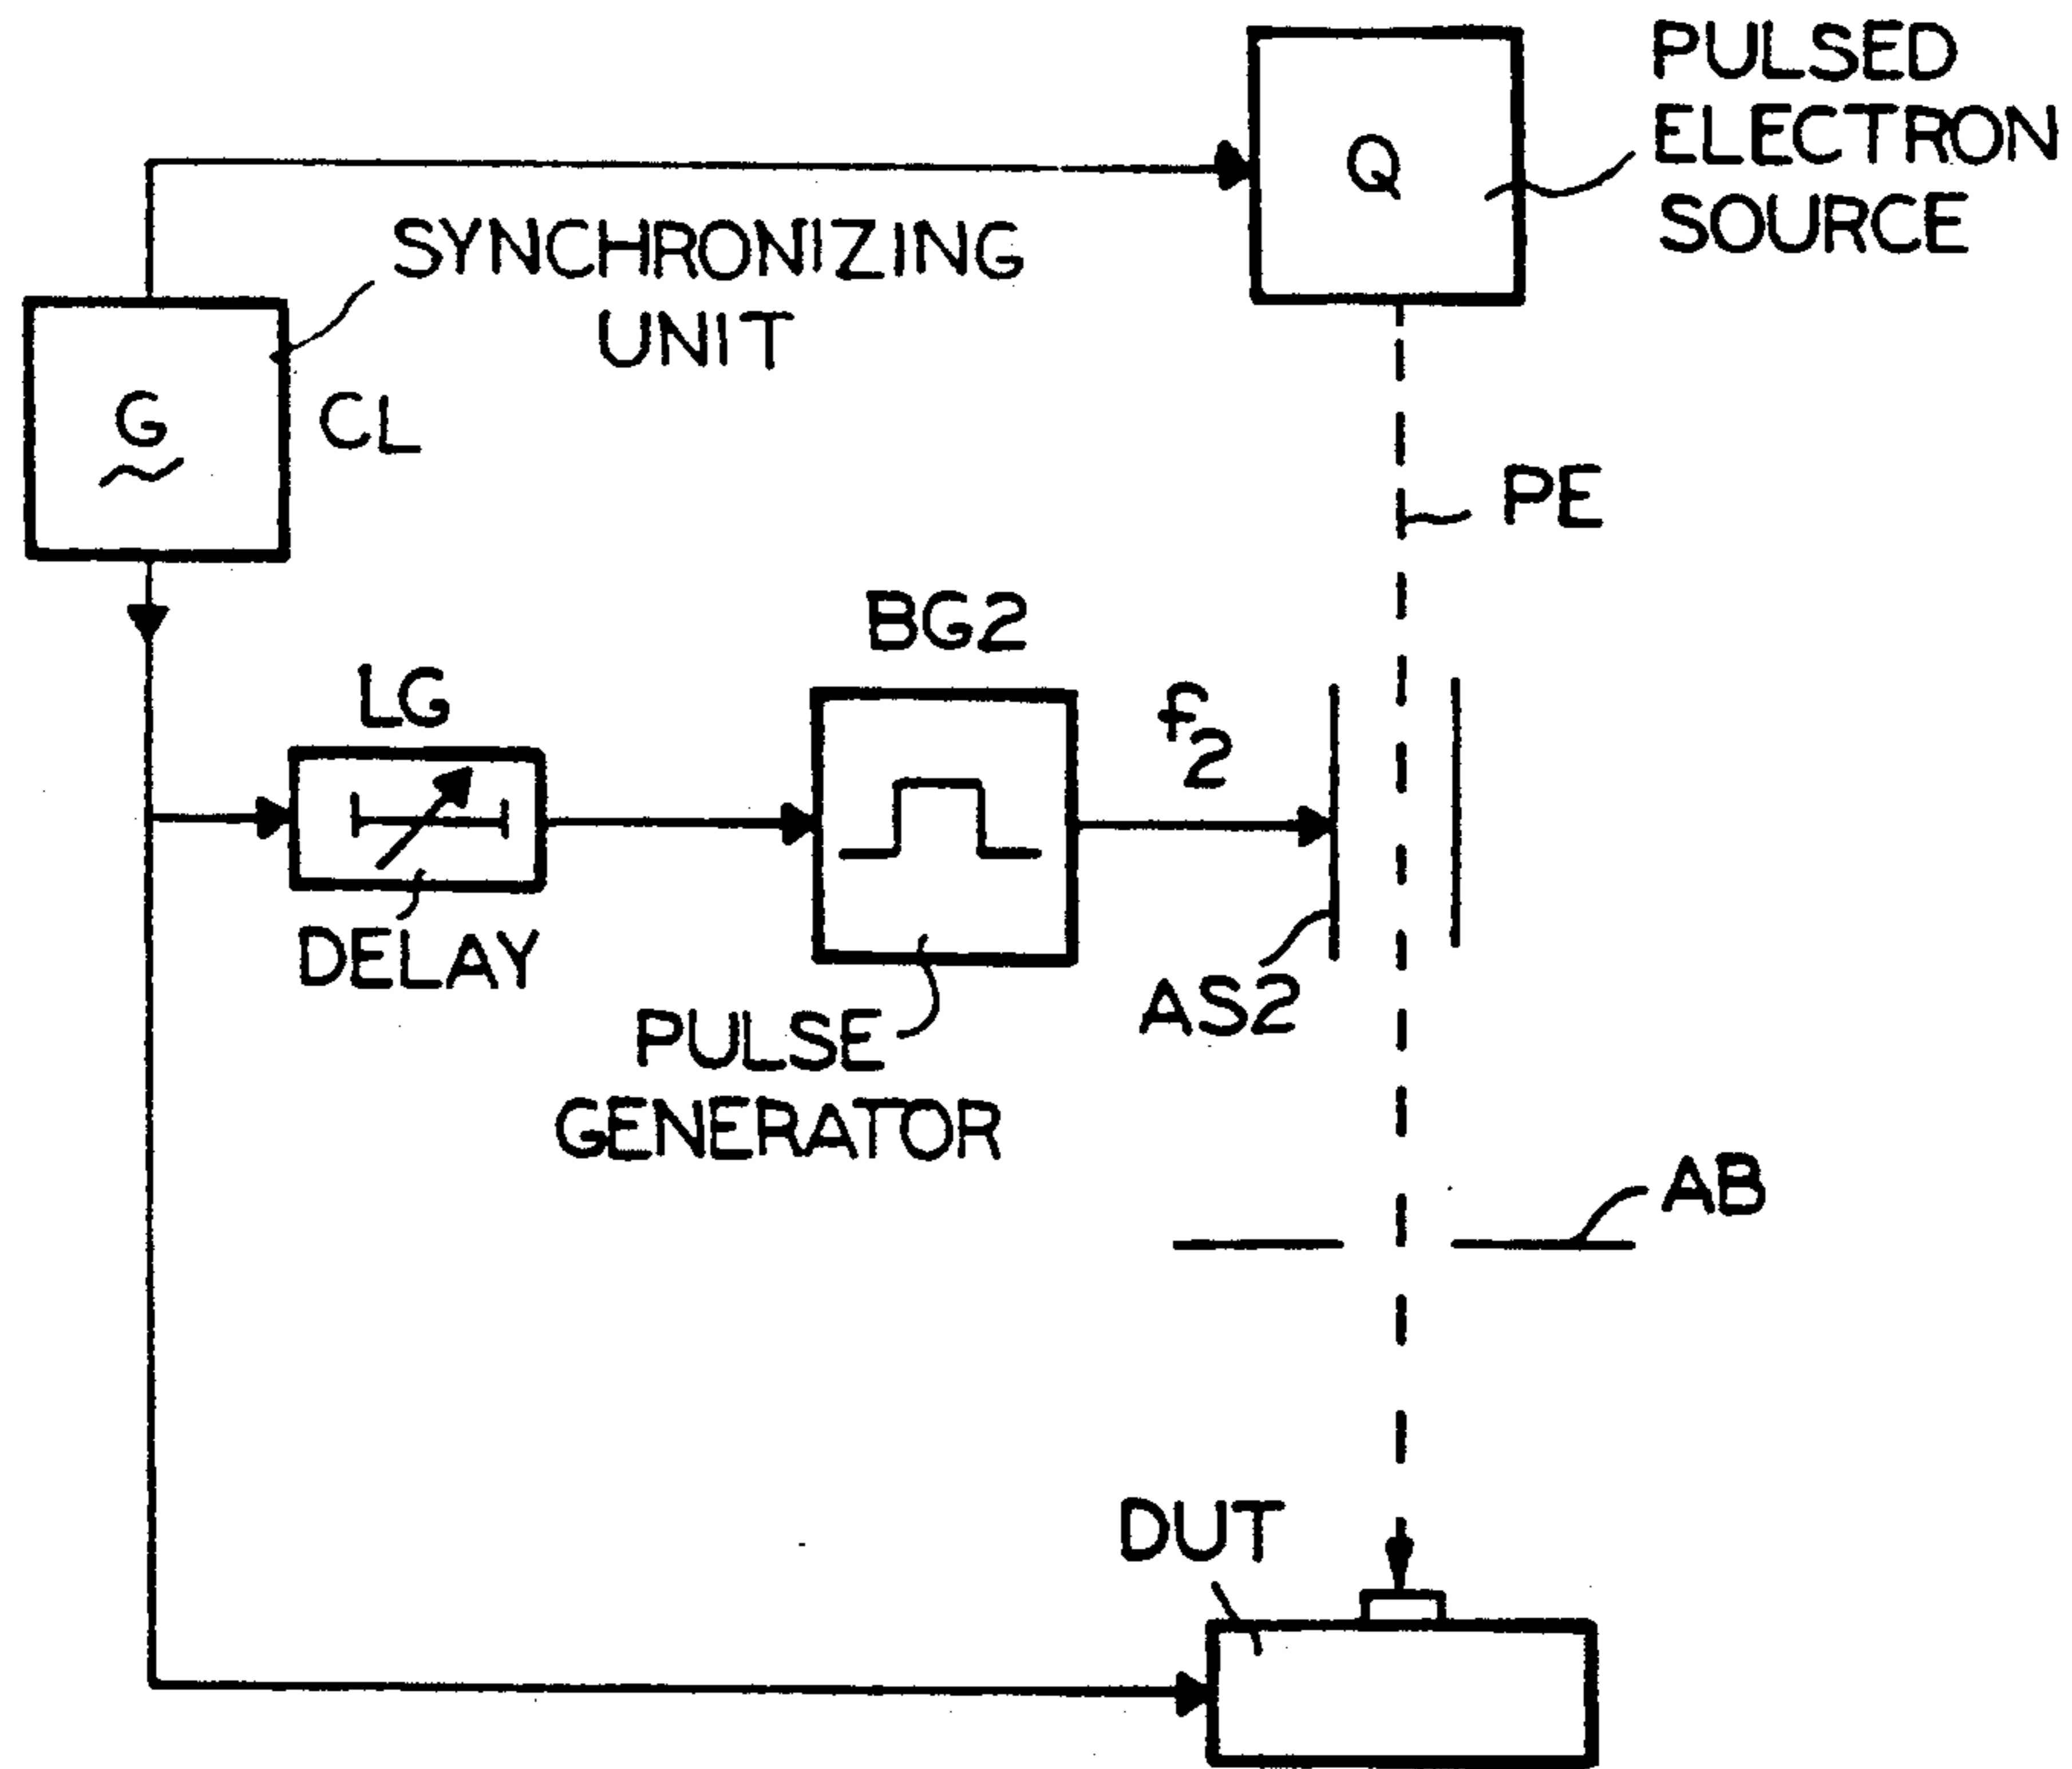 PULSED
ELECTRON
SOURCE
Q
SYNCHRONIZING
UNIT
G
CL
PE
BG2
LG
f2
DELAY
AS2
PULSE
GENERATOR
AB
DUT